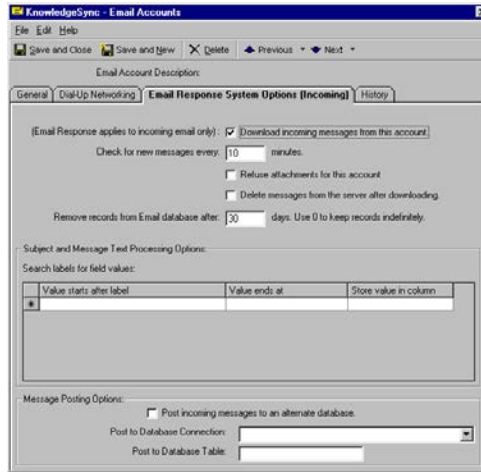 KnowledgeSync - Email Accounts
File Edit Help
Save and Close Save and New Delete Previous Next
Email Account Description:
General Dial-Up Networking Email Response System Options (Incoming) History
(Email Response applies to incoming email only): Download incoming messages from this account.
Check for new messages every: 10 minutes.
Refuse attachments for this account
Delete messages from the server after downloading.
Remove records from Email database after: 30 days. Use 0 to keep records indefinitely.
Subject and Message Text Processing Options:
Search labels for field values:
Value starts after label Value ends at Store value in column
Message Posting Options:
Post incoming messages to an alternate database.
Post to Database Connection:
Post to Database Table: